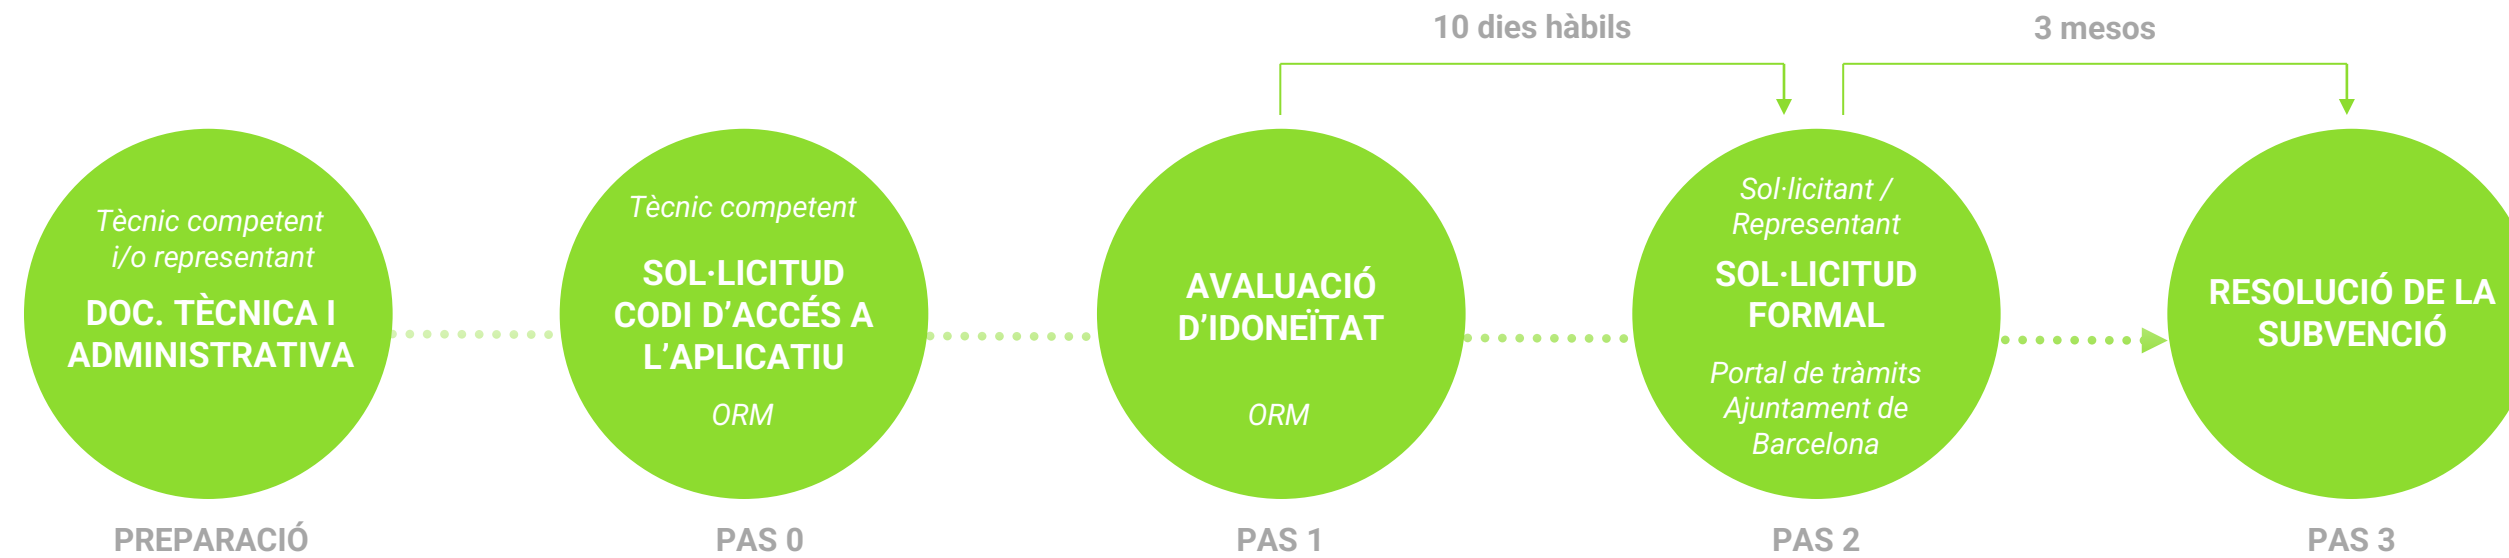 10 dies hàbils
3 mesos
Tècnic competent
i/o representant
DOC. TÈCNICA I
ADMINISTRATIVA
PREPARACIÓ
Tècnic competent
SOL·LICITUD
CODI D’ACCÉS A
L’APLICATIU
ORM
PAS 0
AVALUACIÓ
D’IDONEÏTAT
ORM
PAS 1
Sol·licitant /
Representant
SOL·LICITUD
FORMAL
Portal de tràmits
Ajuntament de
Barcelona
PAS 2
RESOLUCIÓ DE LA
SUBVENCIÓ
PAS 3